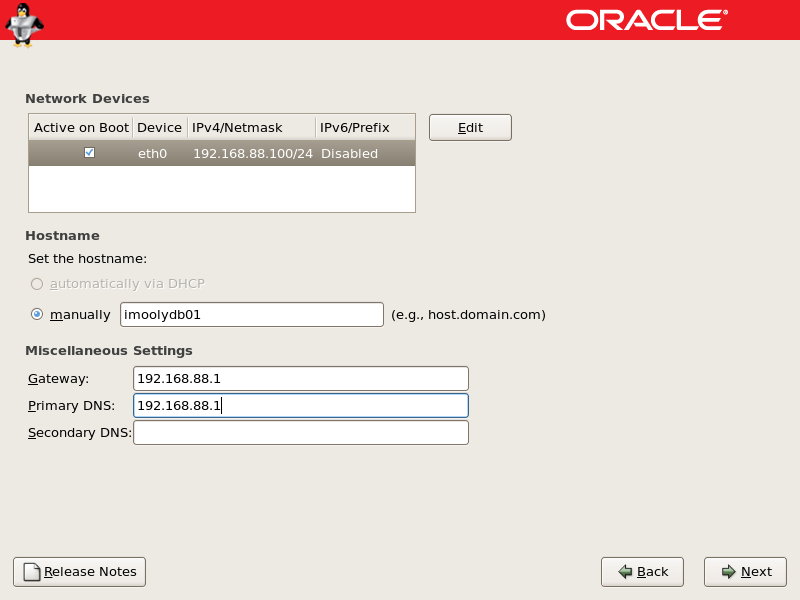 ORACLE®
Network Devices
Active on Boot Device IPv4/Netmask IPv6/Prefix
Edit
eth0 192.168.88.100/24 Disabled
Hostname
Set the hostname:
automatically via DHCP
manually imoolydb01 (e.g., host.domain.com)
Miscellaneous Settings
Gateway: 192.168.88.1
Primary DNS: 192.168.88.1
Secondary DNS:
Release Notes
Back
Next